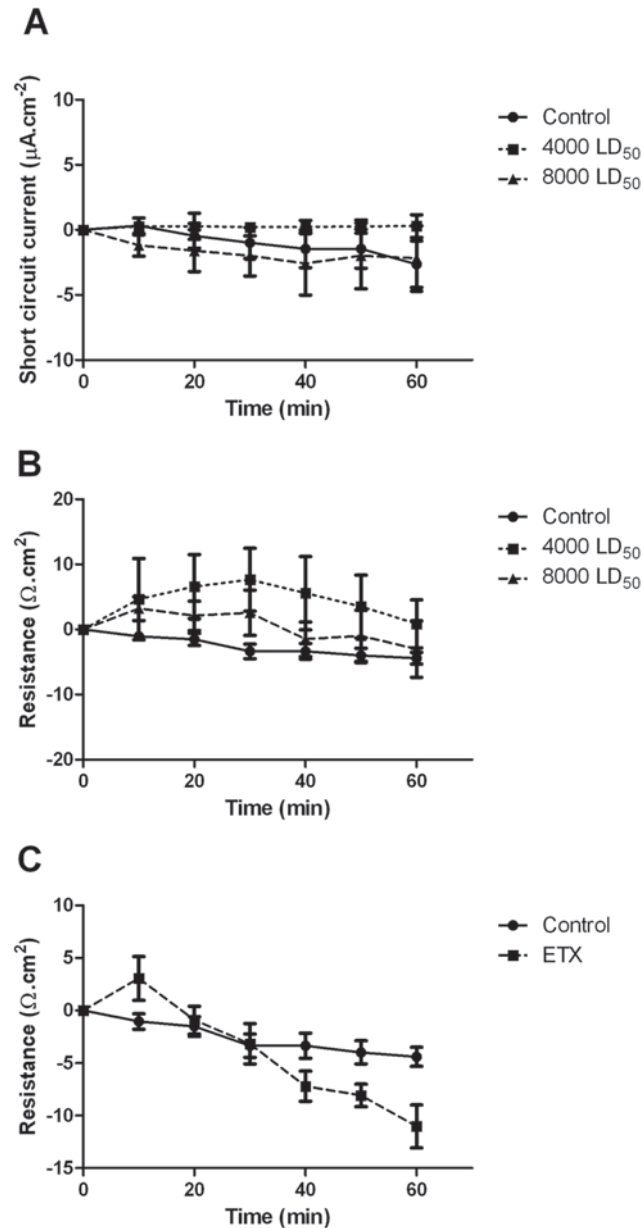 A
Short circuit current (μA.cm-2)
10
5
0
-5
-10
0 20 40 60
Time (min)
Control
4000 LD50
8000 LD50
B
Resistance (Ω.cm2)
20
10
0
-10
-20
0 20 40 60
Time (min)
Control
4000 LD50
8000 LD50
C
Resistance (Ω.cm2)
10
5
0
-5
-10
-15
0 20 40 60
Time (min)
Control
ETX